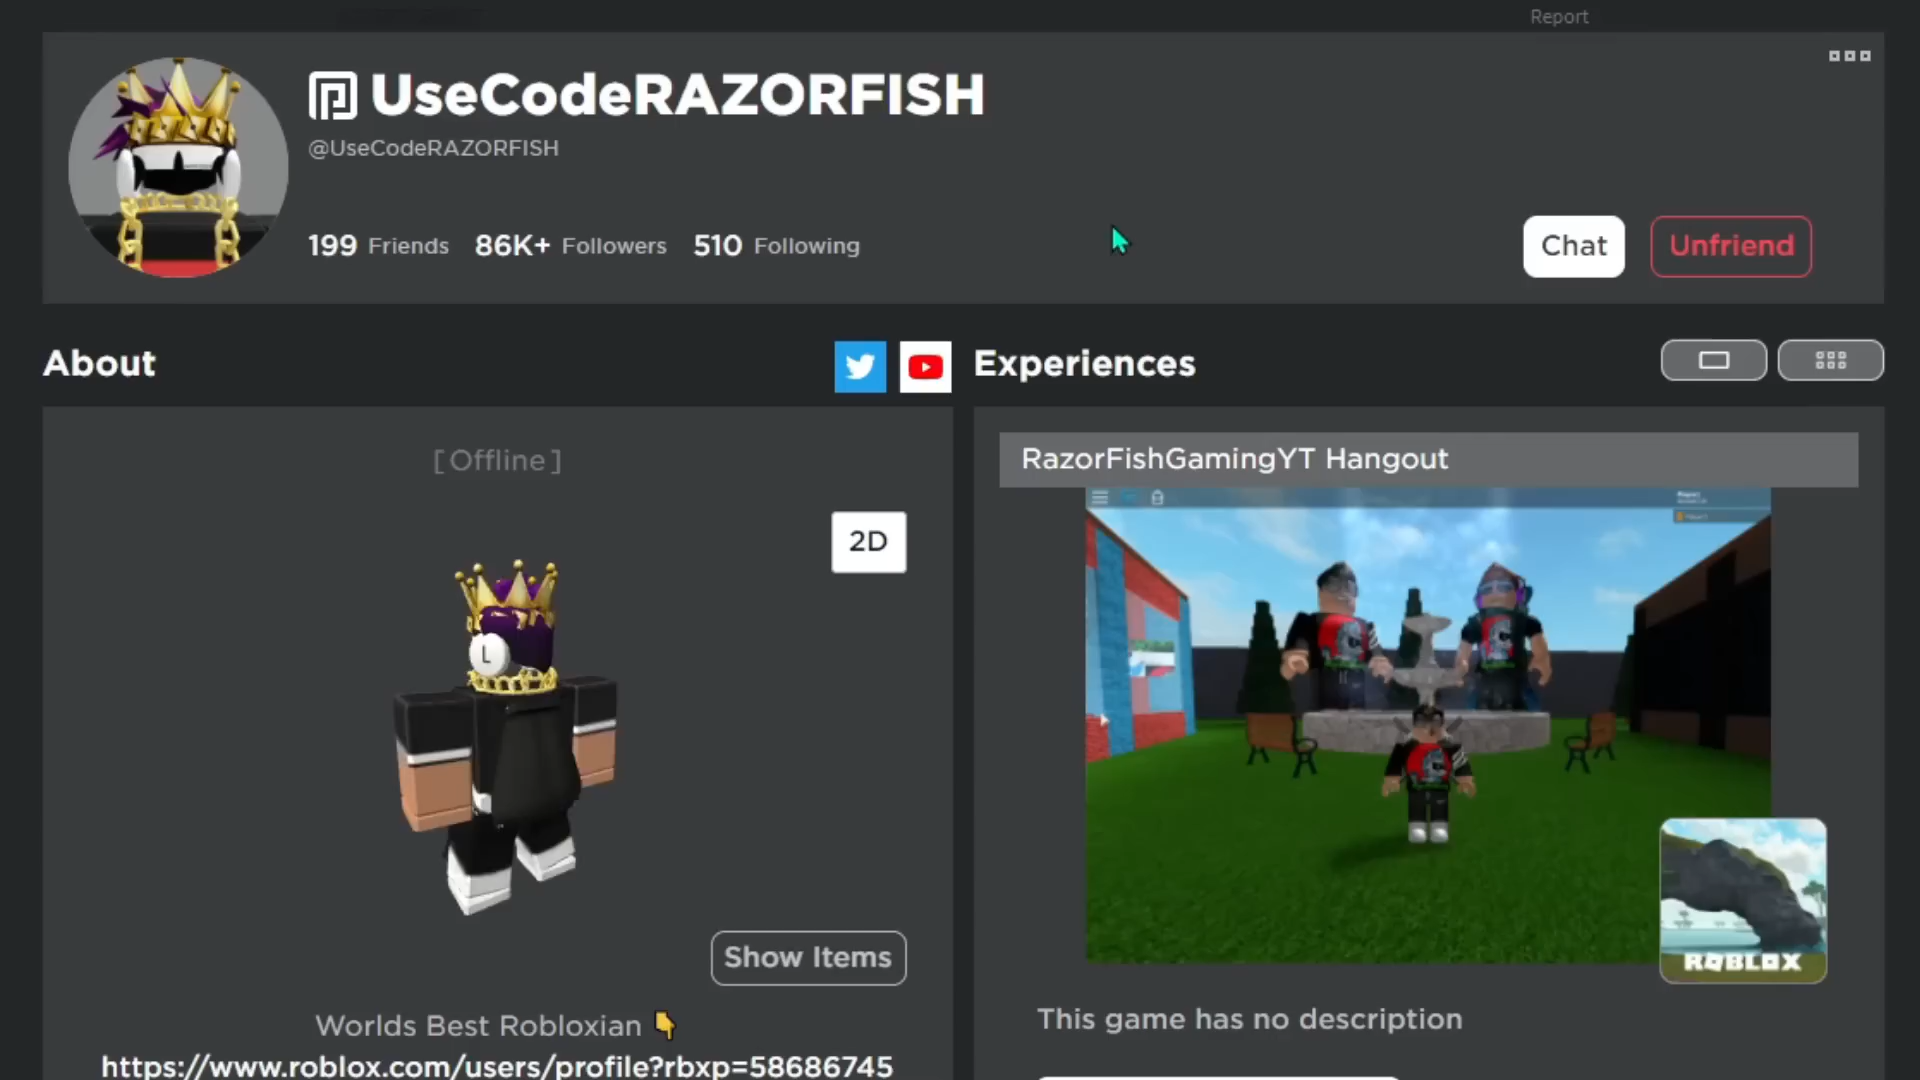 Report
UseCodeRAZORFISH
@UseCodeRAZORFISH
199 Friends 86K+ Followers 510 Following
Chat
Unfriend
About
Experiences
[ Offline ]
2D
L
Show Items
Worlds Best Robloxian 👇
https://www.roblox.com/users/profile?rbxp=58686745
RazorFishGamingYT Hangout
ROBLOX
This game has no description